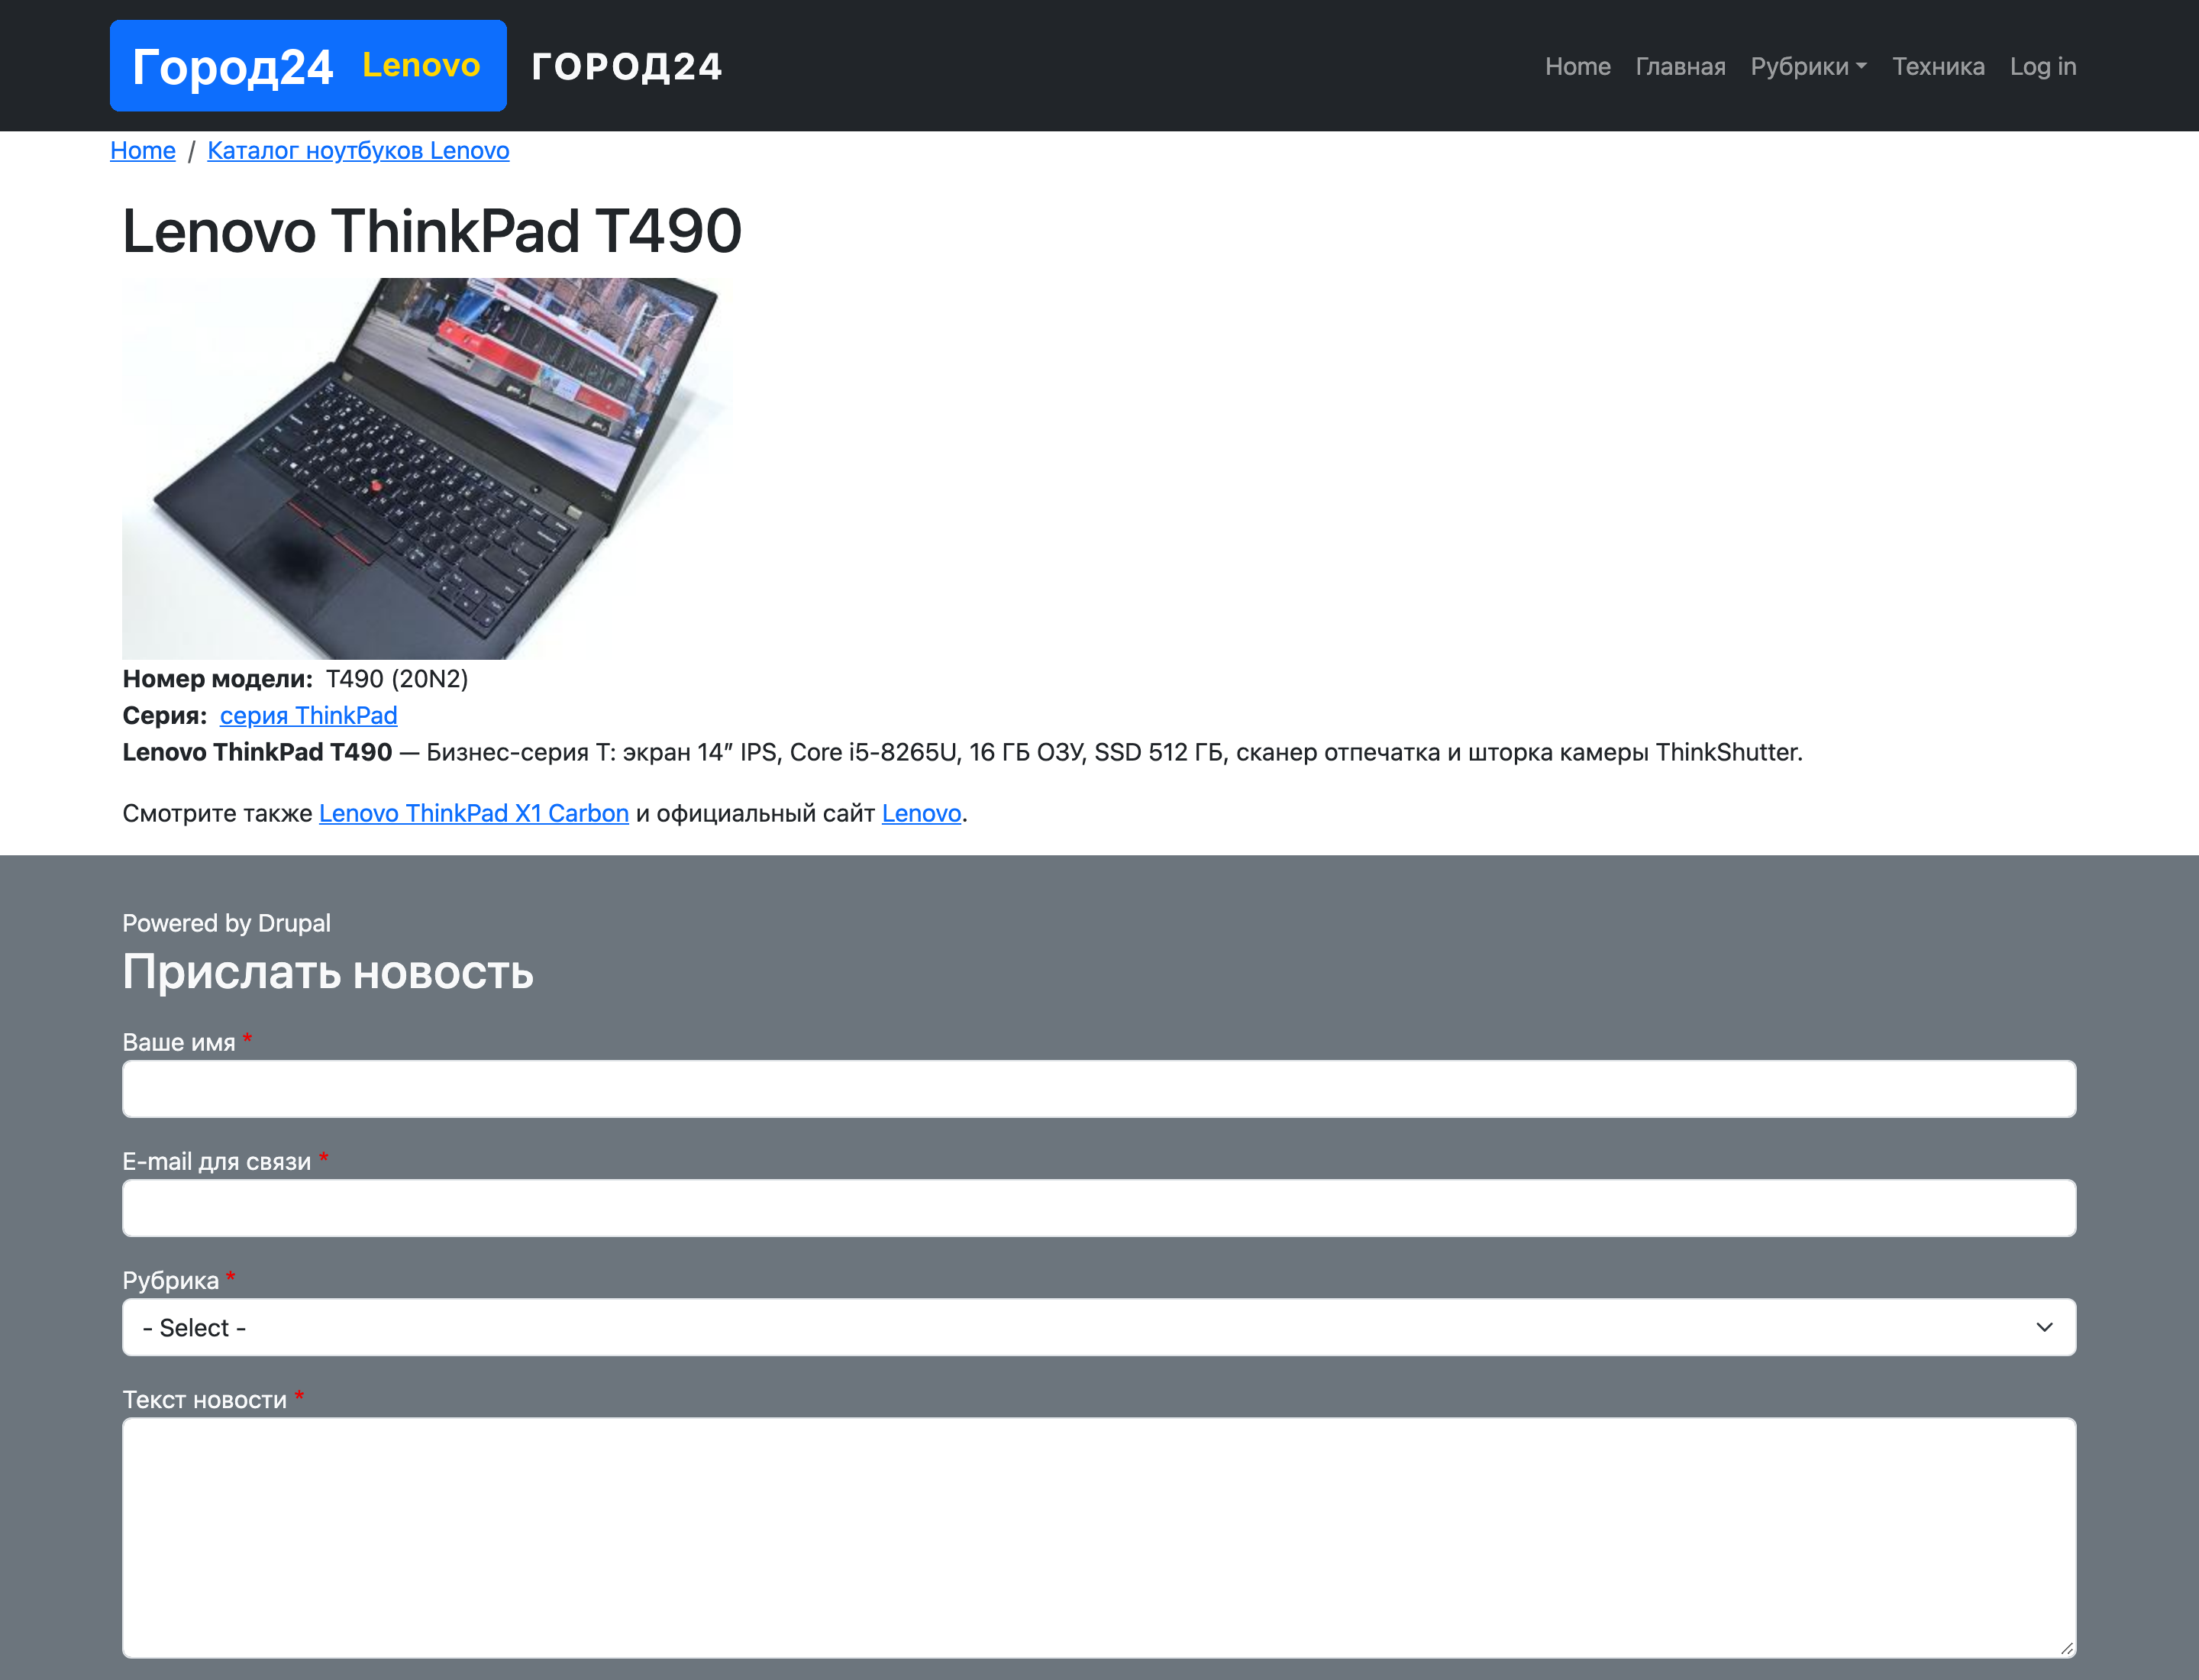 Город24 Lenovo ГОРОД24 Home Главная Рубрики Техника Log in
Home / Каталог ноутбуков Lenovo
Lenovo ThinkPad T490
Номер модели: T490 (20N2)
Серия: серия ThinkPad
Lenovo ThinkPad T490 — Бизнес-серия T: экран 14″ IPS, Core i5-8265U, 16 ГБ ОЗУ, SSD 512 ГБ, сканер отпечатка и шторка камеры ThinkShutter.
Смотрите также Lenovo ThinkPad X1 Carbon и официальный сайт Lenovo.
Powered by Drupal
Прислать новость
Ваше имя *
E-mail для связи *
Рубрика *
- Select -
Текст новости *